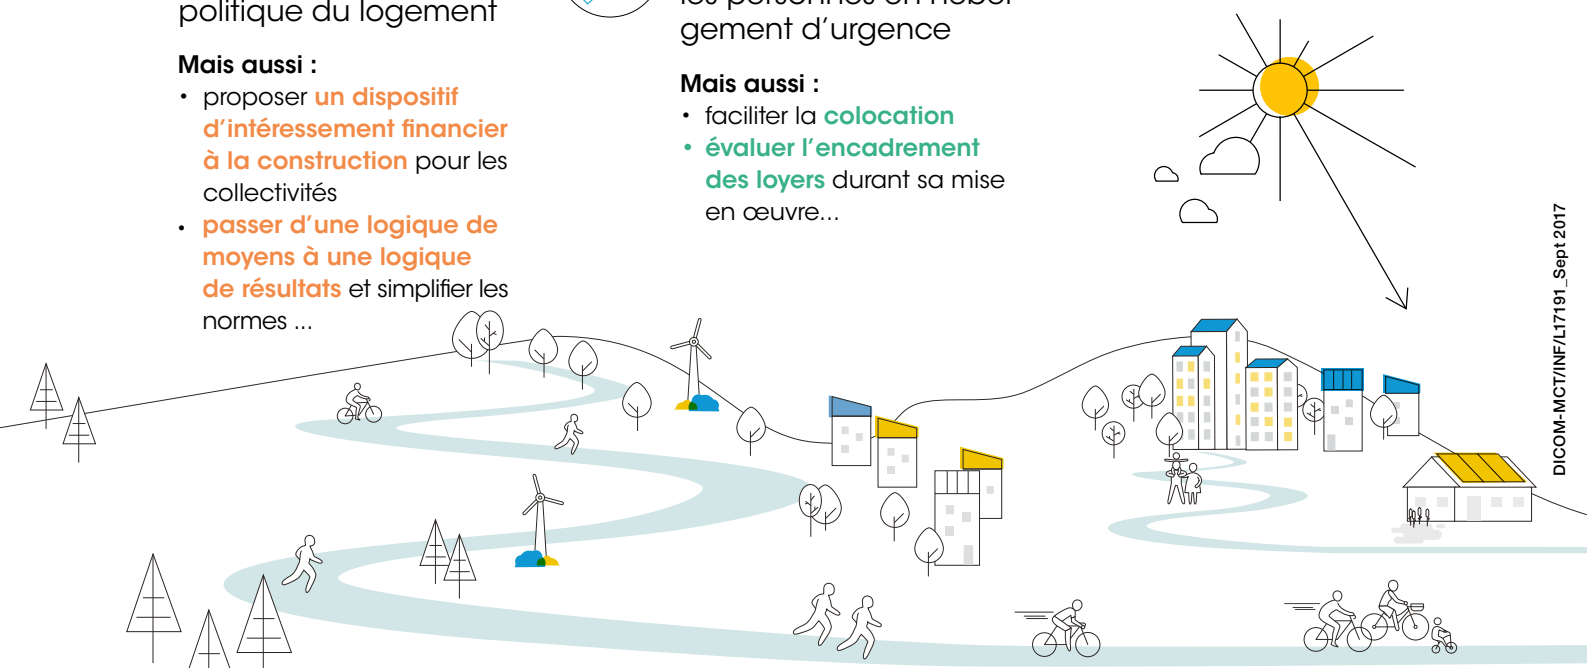 politique du logement
Mais aussi :
• proposer un dispositif
d'intéressement financier
à la construction pour les
collectivités
• passer d'une logique de
moyens à une logique
de résultats et simplifier les
normes ...
gement d'urgence
Mais aussi :
• faciliter la colocation
• évaluer l'encadrement
des loyers durant sa mise
en œuvre...
DICOM-MCT/INF/L17191_Sept 2017